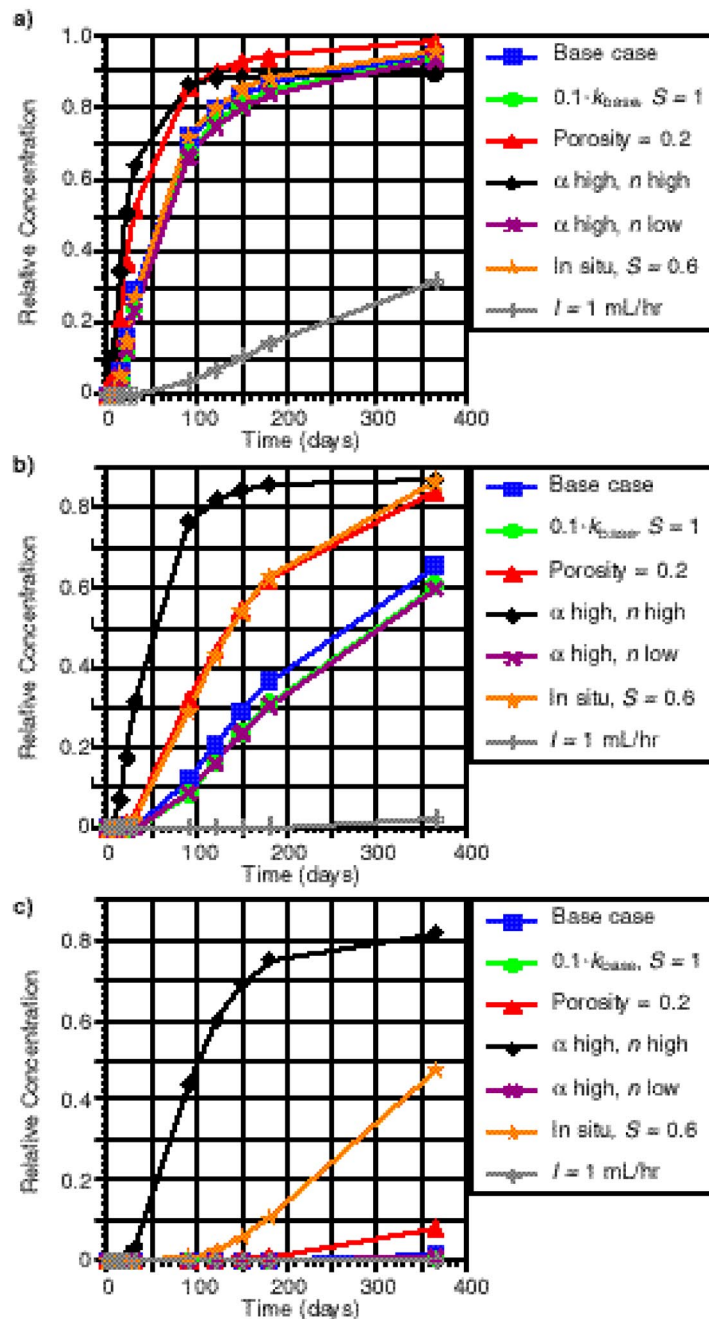 a)
Relative Concentration
1.0
0.8
0.6
0.4
0.2
0
0 100 200 300 400
Time (days)
Base case
0.1·kbase, S = 1
Porosity = 0.2
α high, n high
α high, n low
In situ, S = 0.6
I = 1 mL/hr
b)
Relative Concentration
0.8
0.6
0.4
0.2
0
0 100 200 300 400
Time (days)
Base case
0.1·kbase, S = 1
Porosity = 0.2
α high, n high
α high, n low
In situ, S = 0.6
I = 1 mL/hr
c)
Relative Concentration
0.8
0.6
0.4
0.2
0
0 100 200 300 400
Time (days)
Base case
0.1·kbase, S = 1
Porosity = 0.2
α high, n high
α high, n low
In situ, S = 0.6
I = 1 mL/hr